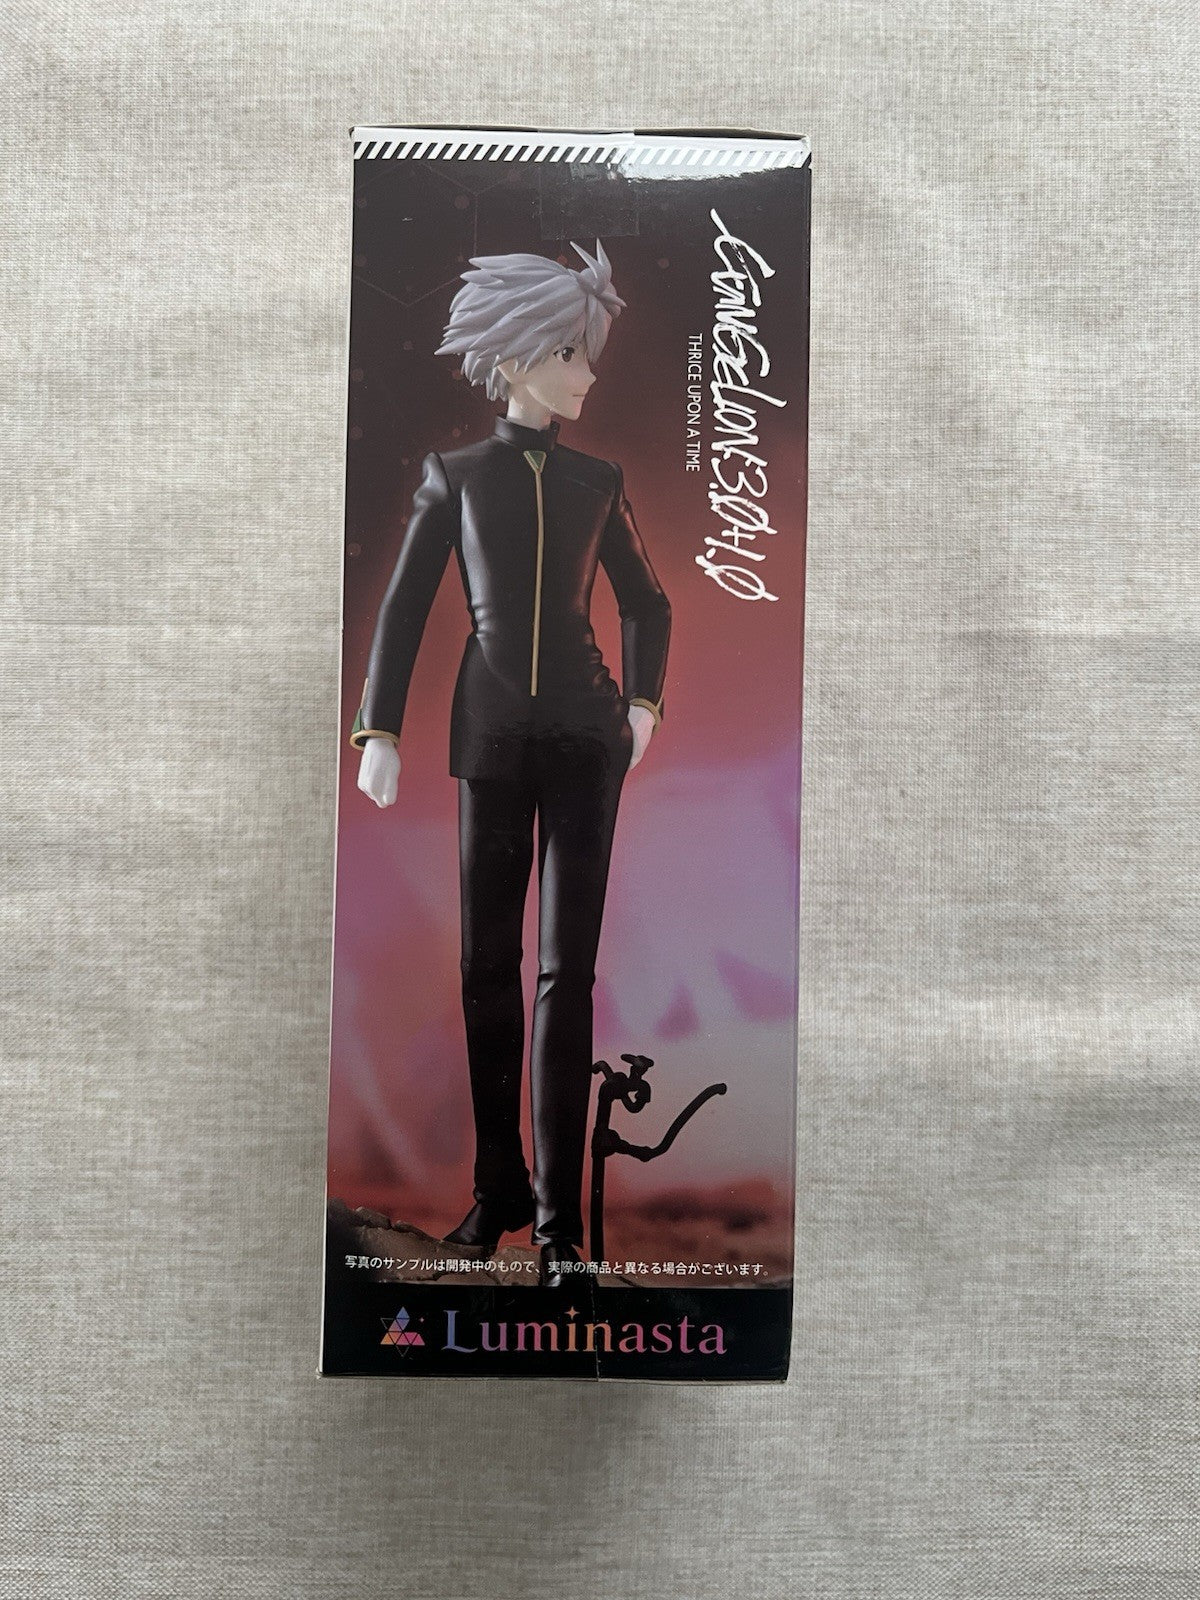 EVANGELION:3.0+1.0
THRICE UPON A TIME
写真のサンプルは開発中のもので、実際の商品と異なる場合がございます。
Luminasta